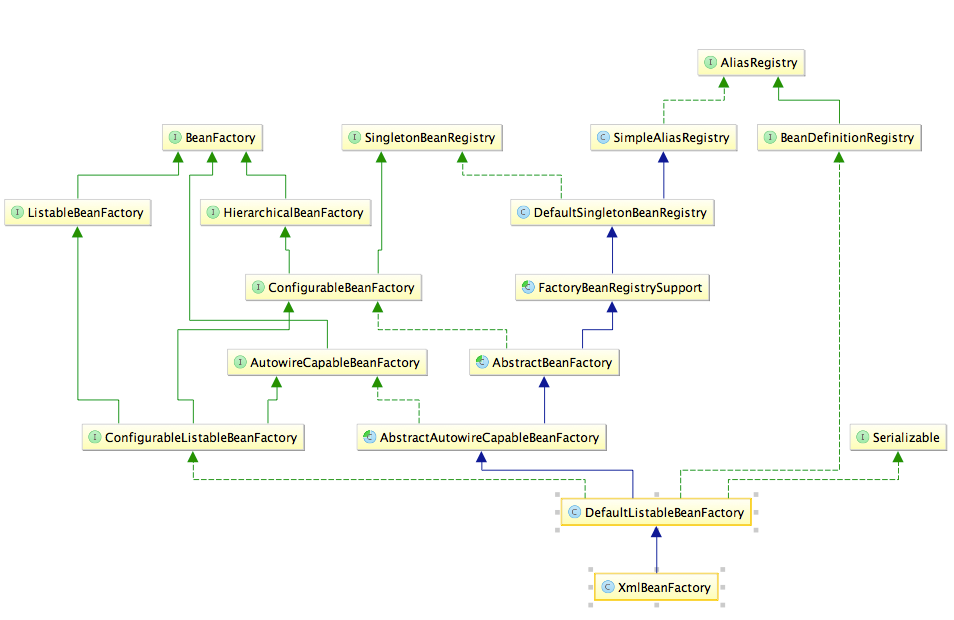 I AliasRegistry
I BeanFactory
I SingletonBeanRegistry
C SimpleAliasRegistry
I BeanDefinitionRegistry
I ListableBeanFactory
I HierarchicalBeanFactory
C DefaultSingletonBeanRegistry
I ConfigurableBeanFactory
C FactoryBeanRegistrySupport
I AutowireCapableBeanFactory
C AbstractBeanFactory
I ConfigurableListableBeanFactory
C AbstractAutowireCapableBeanFactory
I Serializable
C DefaultListableBeanFactory
C XmlBeanFactory